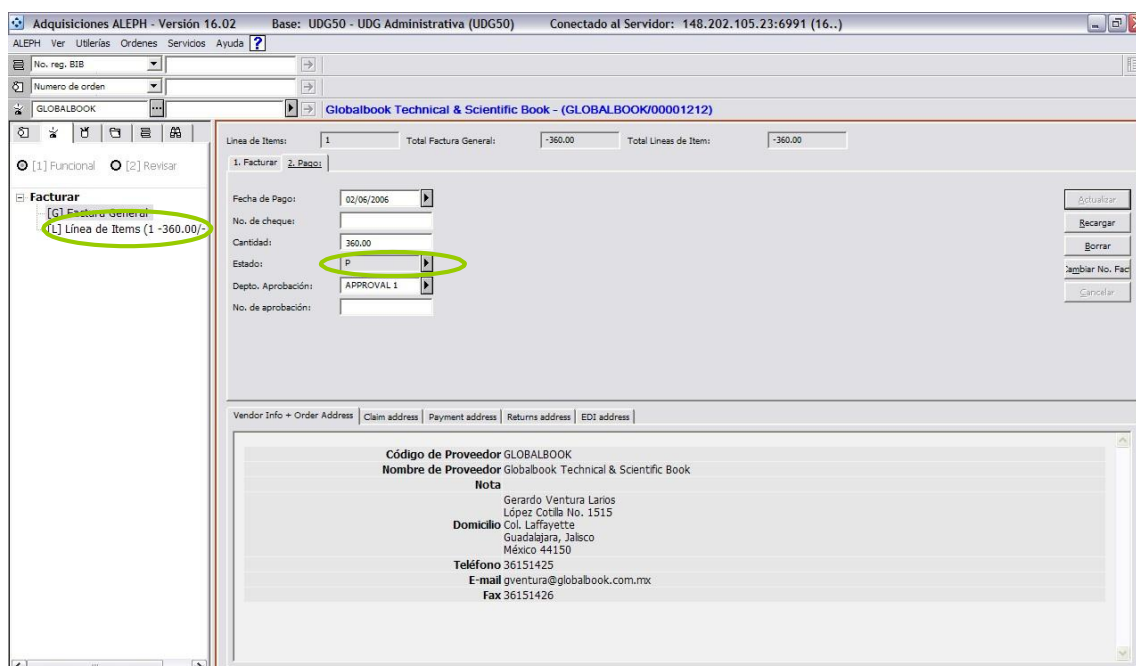 Adquisiciones ALEPH - Versión 16.02 Base: UDG50 - UDG Administrativa (UDG50) Conectado al Servidor: 148.202.105.23:6991 (16..)
ALEPH Ver Utilerías Ordenes Servicios Ayuda ?
No. reg. BIB
Numero de orden
GLOBALBOOK ... Globalbook Technical & Scientific Book - (GLOBALBOOK/00001212)
[1] Funcional [2] Revisar
Facturar
[G] Factura General
[L] Línea de Items (1 -360.00/-
Linea de Items: 1 Total Factura General: -360.00 Total Lineas de Item: -360.00
1. Facturar 2. Pago:
Fecha de Pago: 02/06/2006
No. de cheque:
Cantidad: 360.00
Estado: P
Depto. Aprobación: APPROVAL 1
No. de aprobación:
Actualizar
Recargar
Borrar
Cambiar No. Fact
Cancelar
Vendor Info + Order Address Claim address Payment address Returns address EDI address
Código de Proveedor GLOBALBOOK
Nombre de Proveedor Globalbook Technical & Scientific Book
Nota
Gerardo Ventura Larios
López Cotilla No. 1515
Domicilio Col. Laffayette
Guadalajara, Jalisco
México 44150
Teléfono 36151425
E-mail gventura@globalbook.com.mx
Fax 36151426